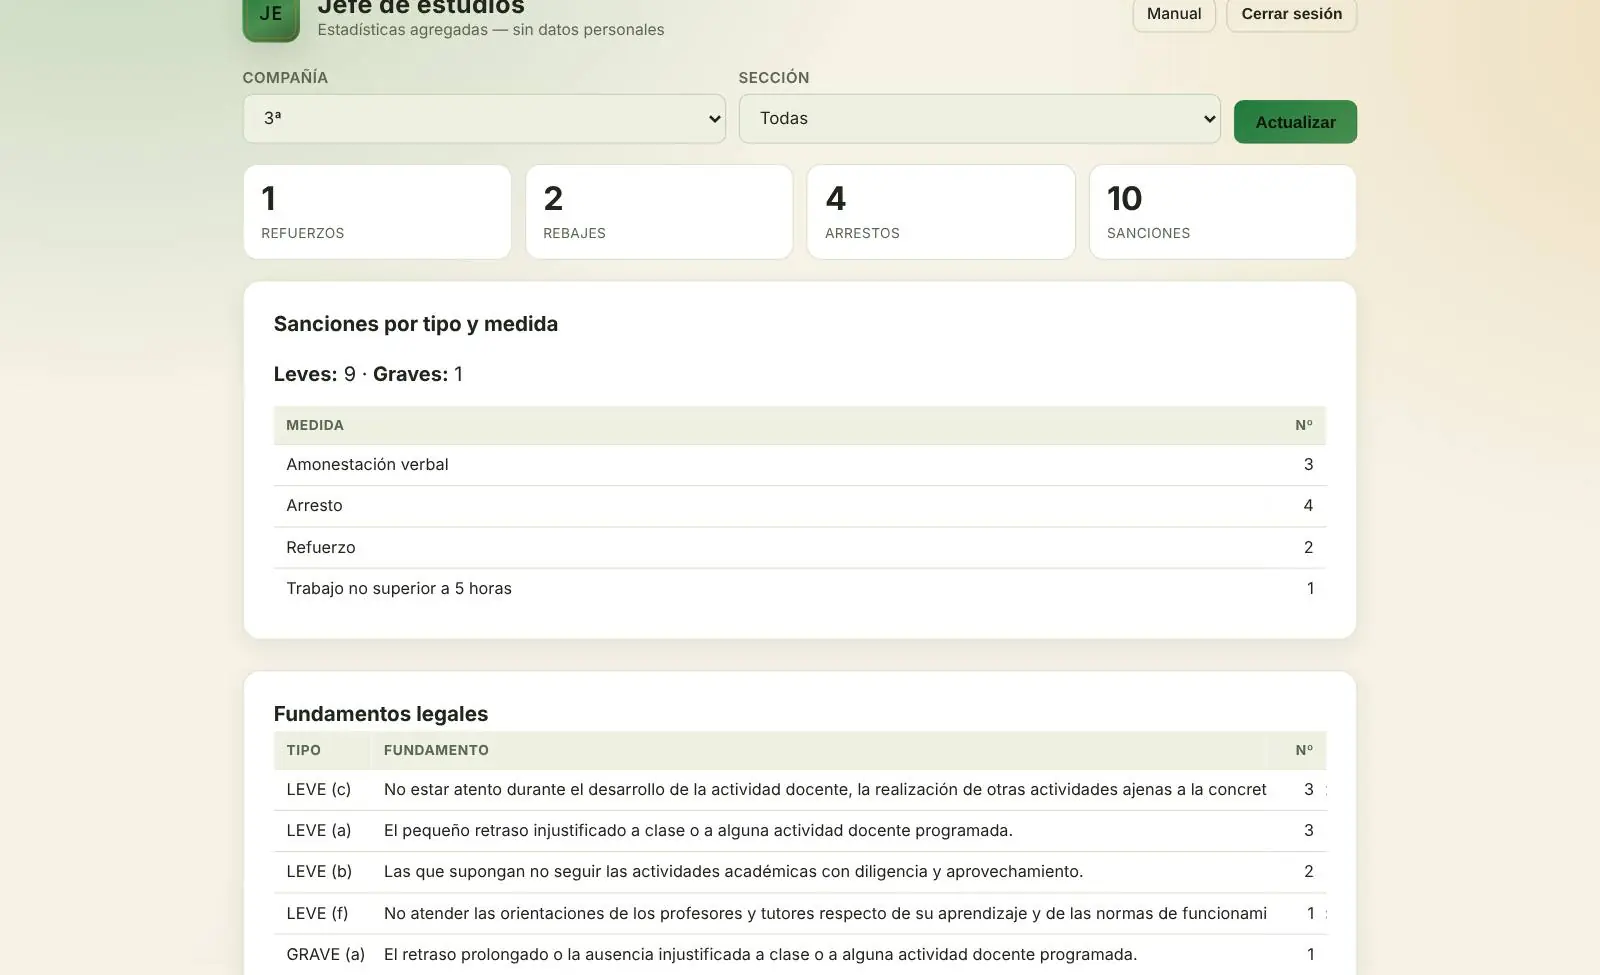 JE
Jefe de estudios
Estadísticas agregadas — sin datos personales
Manual
Cerrar sesión
COMPAÑÍA
SECCIÓN
3ª
Todas
Actualizar
1
REFUERZOS
2
REBAJES
4
ARRESTOS
10
SANCIONES
Sanciones por tipo y medida
Leves: 9 · Graves: 1
MEDIDA Nº
Amonestación verbal 3
Arresto 4
Refuerzo 2
Trabajo no superior a 5 horas 1
Fundamentos legales
TIPO FUNDAMENTO Nº
LEVE (c) No estar atento durante el desarrollo de la actividad docente, la realización de otras actividades ajenas a la concret 3
LEVE (a) El pequeño retraso injustificado a clase o a alguna actividad docente programada. 3
LEVE (b) Las que supongan no seguir las actividades académicas con diligencia y aprovechamiento. 2
LEVE (f) No atender las orientaciones de los profesores y tutores respecto de su aprendizaje y de las normas de funcionami 1
GRAVE (a) El retraso prolongado o la ausencia injustificada a clase o a alguna actividad docente programada. 1